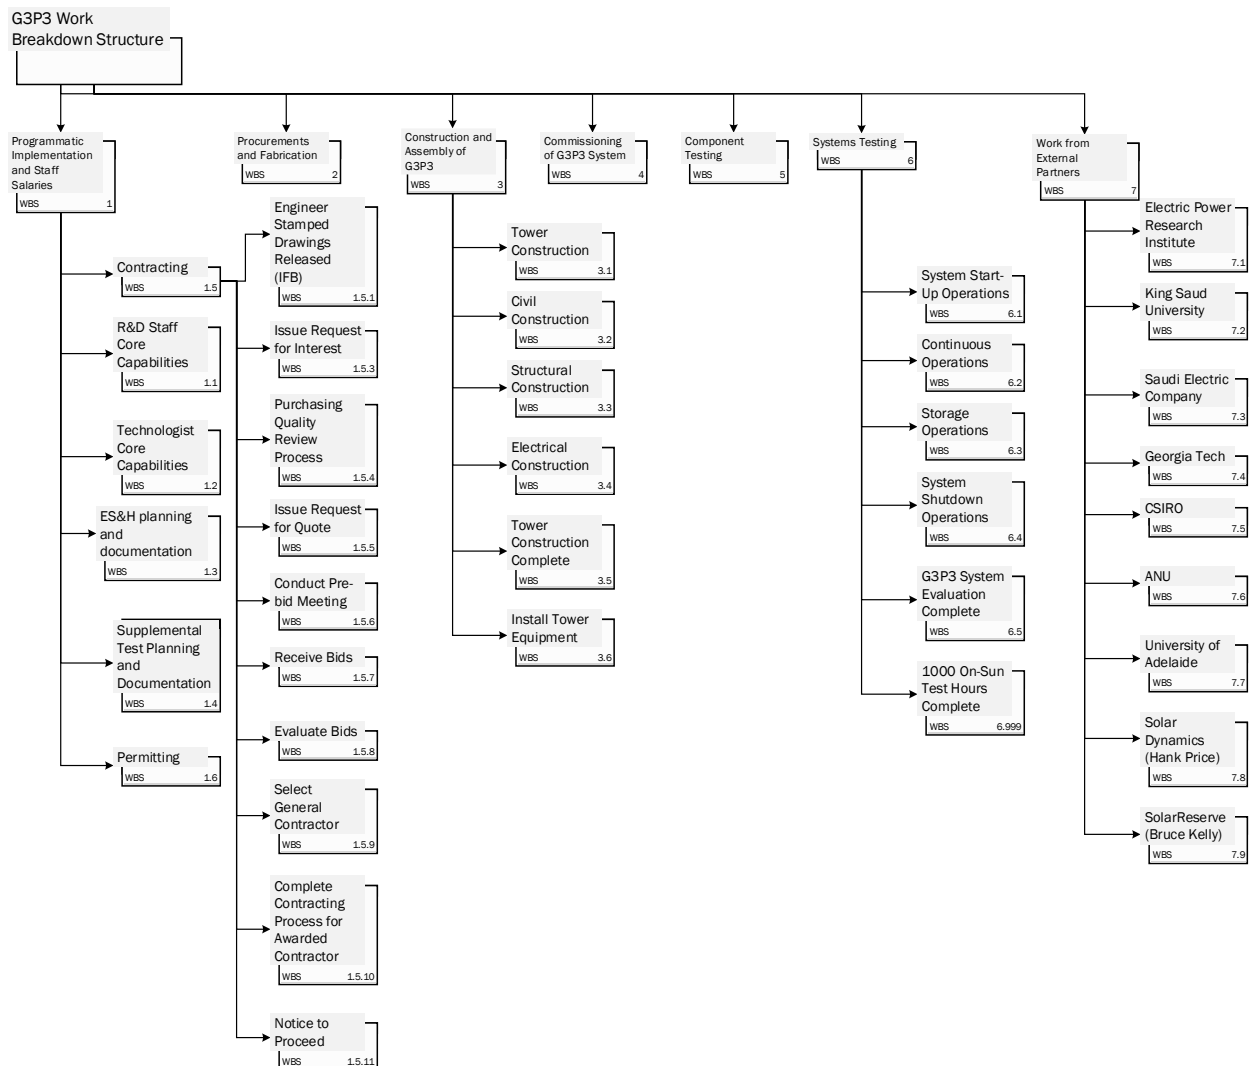 G3P3 Work
Breakdown Structure
Programmatic
Implementation
and Staff
Salaries
WBS 1
Procurements
and Fabrication
WBS 2
Construction and
Assembly of
G3P3
WBS 3
Commissioning
of G3P3 System
WBS 4
Component
Testing
WBS 5
Systems Testing
WBS 6
Work from
External
Partners
WBS 7
Contracting
WBS 1.5
R&D Staff
Core
Capabilities
WBS 1.1
Technologist
Core
Capabilities
WBS 1.2
ES&H planning
and
documentation
WBS 1.3
Supplemental
Test Planning
and
Documentation
WBS 1.4
Permitting
WBS 1.6
Engineer
Stamped
Drawings
Released
(IFB)
WBS 1.5.1
Issue Request
for Interest
WBS 1.5.3
Purchasing
Quality
Review
Process
WBS 1.5.4
Issue Request
for Quote
WBS 1.5.5
Conduct Pre-
bid Meeting
WBS 1.5.6
Receive Bids
WBS 1.5.7
Evaluate Bids
WBS 1.5.8
Select
General
Contractor
WBS 1.5.9
Complete
Contracting
Process for
Awarded
Contractor
WBS 1.5.10
Notice to
Proceed
WBS 1.5.11
Tower
Construction
WBS 3.1
Civil
Construction
WBS 3.2
Structural
Construction
WBS 3.3
Electrical
Construction
WBS 3.4
Tower
Construction
Complete
WBS 3.5
Install Tower
Equipment
WBS 3.6
System Start-
Up Operations
WBS 6.1
Continuous
Operations
WBS 6.2
Storage
Operations
WBS 6.3
System
Shutdown
Operations
WBS 6.4
G3P3 System
Evaluation
Complete
WBS 6.5
1000 On-Sun
Test Hours
Complete
WBS 6.999
Electric Power
Research
Institute
WBS 7.1
King Saud
University
WBS 7.2
Saudi Electric
Company
WBS 7.3
Georgia Tech
WBS 7.4
CSIRO
WBS 7.5
ANU
WBS 7.6
University of
Adelaide
WBS 7.7
Solar
Dynamics
(Hank Price)
WBS 7.8
SolarReserve
(Bruce Kelly)
WBS 7.9